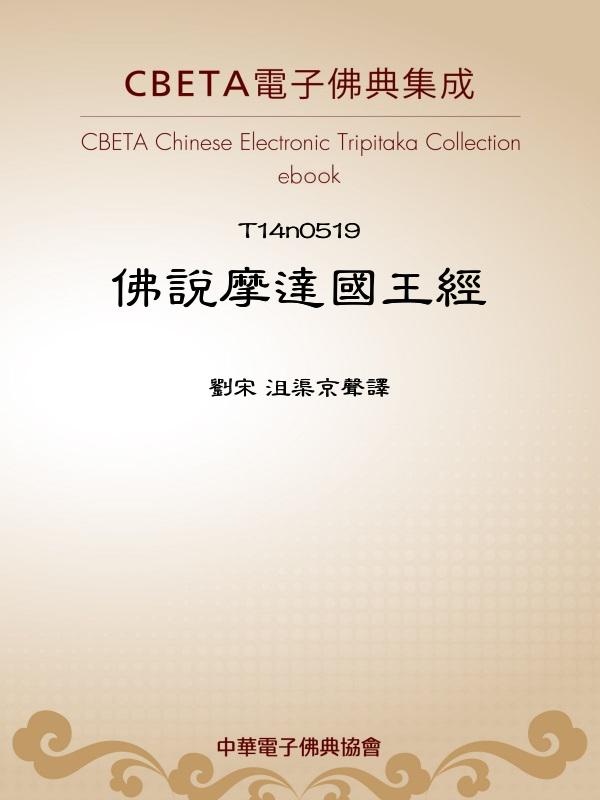 CBETA電子佛典集成
CBETA Chinese Electronic Tripitaka Collection
ebook
T14n0519
佛說摩達國王經
劉宋 沮渠京聲譯
中華電子佛典協會